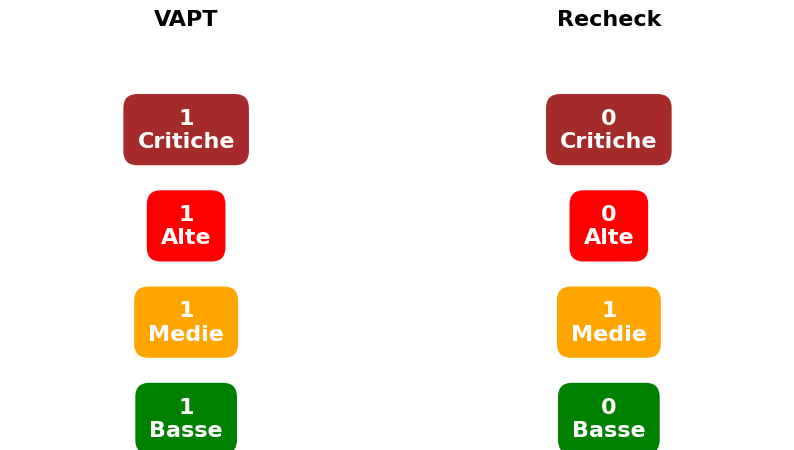 VAPT
Recheck
1
Critiche
0
Critiche
1
Alte
0
Alte
1
Medie
1
Medie
1
Basse
0
Basse